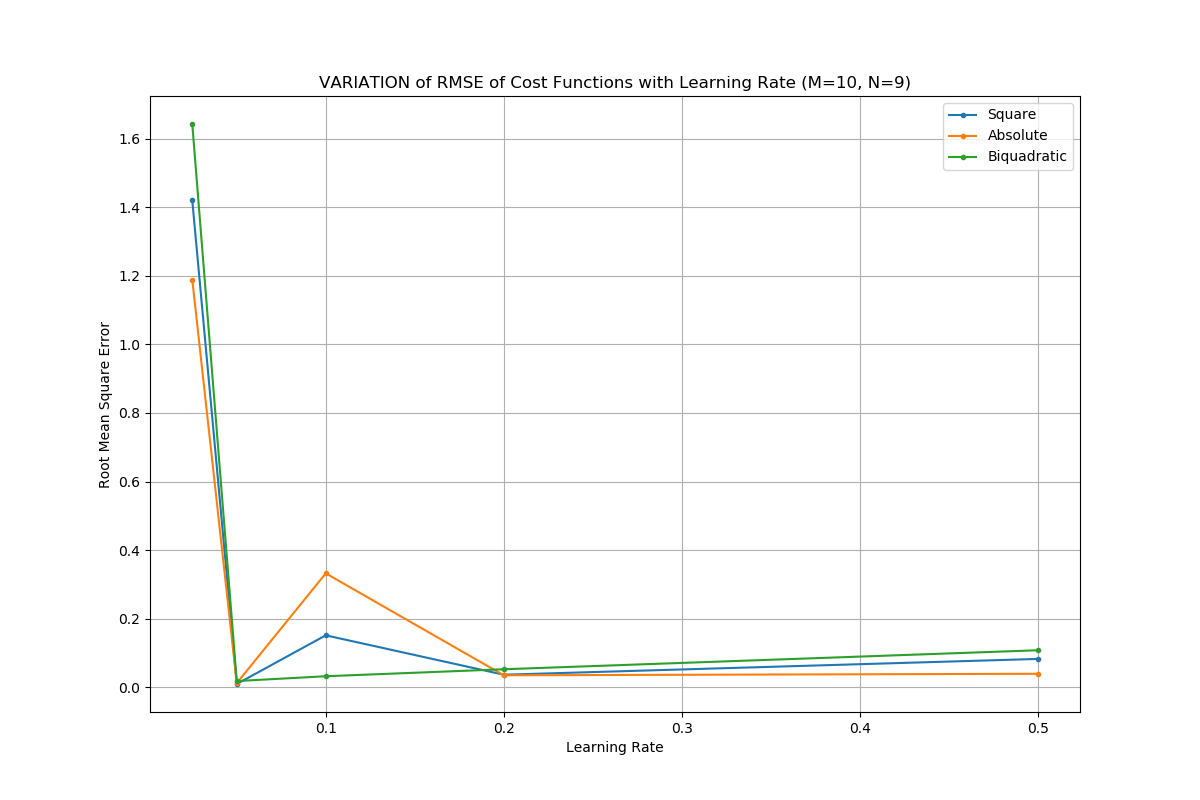 VARIATION of RMSE of Cost Functions with Learning Rate (M=10, N=9)
Square
Absolute
Biquadratic
1.6
1.4
1.2
1.0
0.8
0.6
0.4
0.2
0.0
Root Mean Square Error
0.1 0.2 0.3 0.4 0.5
Learning Rate